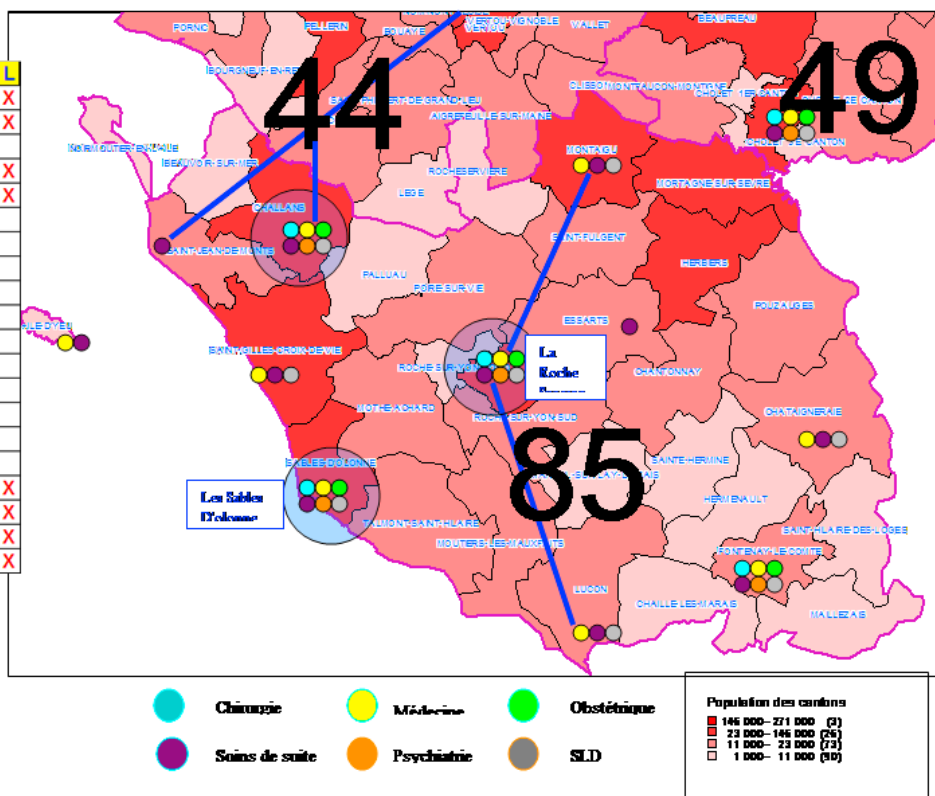 PORNIC
PELLERIN
BOUAYE
VERTOU-VIGNOBLE
VERTOU
VALLET
BEAUPREAU
L
X
X
X
X
X
X
X
X
44
49
BOURGNEUF-EN-RE
CLISSON
MONTFAUCON-MONTIGNE
CHOLET 1ER CANT
AIGREFEUILLE-SUR-MAINE
CHOLET 3E CANTON
NOIRMOUTIER-EN-L'ILE
BEAUVOIR-SUR-MER
MONTAIGU
ROCHESERVIERE
LEGE
MORTAGNE-SUR-SEVRE
CHALLANS
SAINT-JEAN-DE-MONTS
SAINT-FULGENT
HERBIERS
PALLUAU
POIRE-SUR-VIE
POUZAUGES
ILE-D'YEU
ESSARTS
SAINT-GILLES-CROIX-DE-VIE
ROCHE-SUR-YON
La
Roche
CHANTONNAY
MOTHE-ACHARD
ROCHE-SUR-YON-SUD
CHATAIGNERAIE
85
SABLES-D'OLONNE
SAINTE-HERMINE
HERMENAULT
Les Sables
D'olonne
TALMONT-SAINT-HILAIRE
MOUTIERS-LES-MAUXFAITS
SAINT-HILAIRE-DES-LOGES
FONTENAY-LE-COMTE
LUCON
CHAILLE-LES-MARAIS
MAILLEZAIS
Chirurgie
Médecine
Obstétrique
Soins de suite
Psychiatrie
SLD
Population des cantons
146 000 – 271 000 (3)
23 000 – 146 000 (26)
11 000 – 23 000 (73)
1 000 – 11 000 (90)